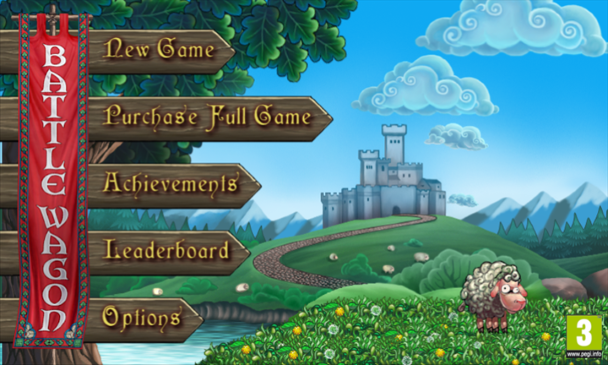 BATTLE WAGON
New Game
Purchase Full Game
Achievements
Leaderboard
Options
3
www.pegi.info